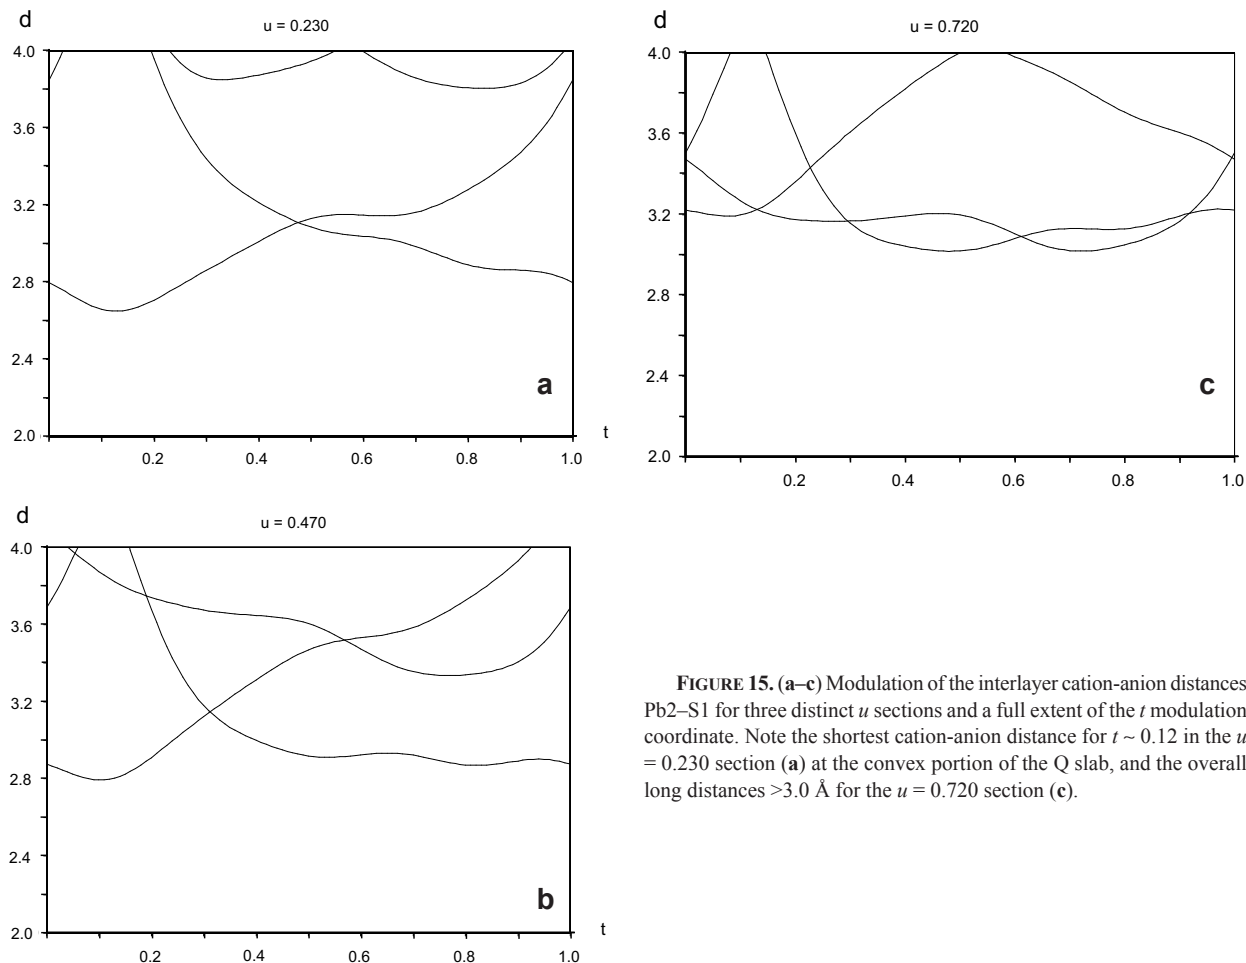 d
u = 0.230
4.0
3.6
3.2
2.8
2.4
2.0
0.2 0.4 0.6 0.8 1.0
t
a
d
u = 0.720
4.0
3.6
3.2
2.8
2.4
2.0
0.2 0.4 0.6 0.8 1.0
c
d
u = 0.470
4.0
3.6
3.2
2.8
2.4
2.0
0.2 0.4 0.6 0.8 1.0
t
b
FIGURE 15. (a–c) Modulation of the interlayer cation-anion distances
Pb2–S1 for three distinct u sections and a full extent of the t modulation
coordinate. Note the shortest cation-anion distance for t ~ 0.12 in the u
= 0.230 section (a) at the convex portion of the Q slab, and the overall
long distances >3.0 Å for the u = 0.720 section (c).